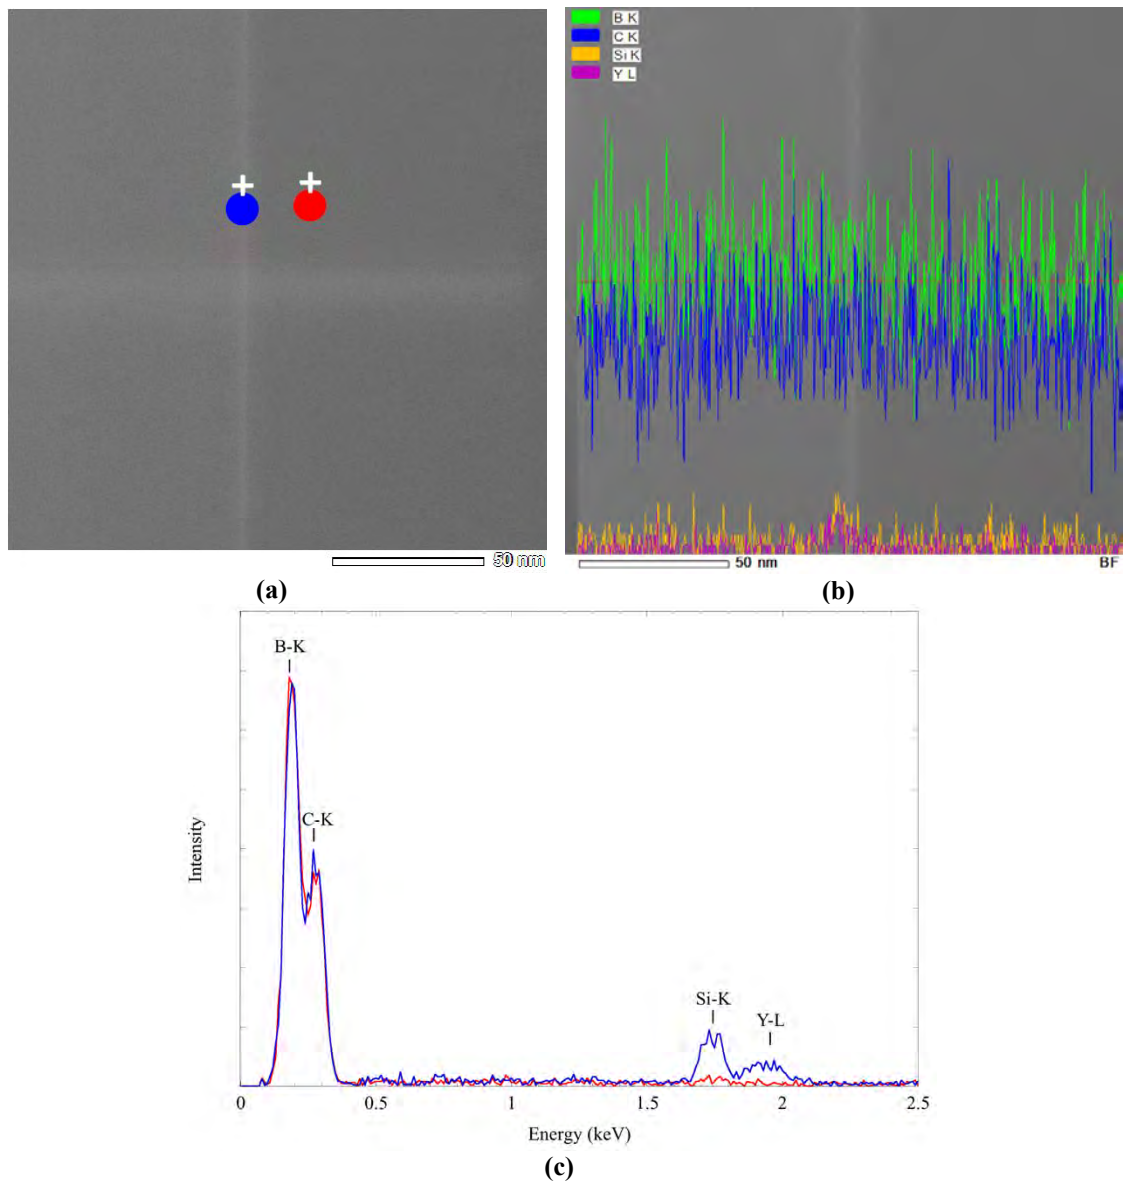 B K
C K
Si K
Y L
50 nm
50 nm
BF
(a)
(b)
B-K
C-K
Si-K
Y-L
Intensity
0
0.5
1
1.5
2
2.5
Energy (keV)
(c)